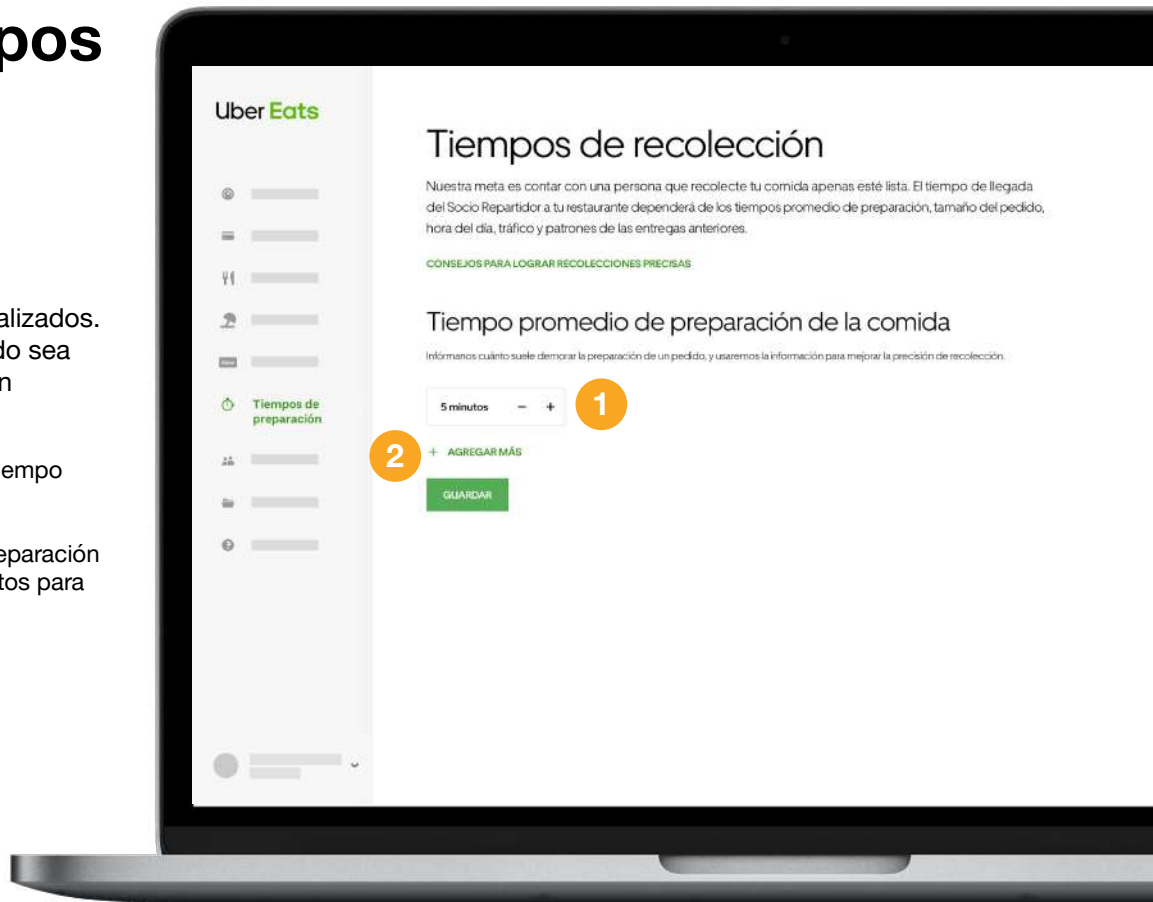 pos
alizados.
do sea
n
empo
eparación
tos para
Uber Eats
Tiempos de
preparación
Tiempos de recolección
Nuestra meta es contar con una persona que recolecte tu comida apenas esté lista. El tiempo de llegada
del Socio Repartidor a tu restaurante dependerá de los tiempos promedio de preparación, tamaño del pedido,
hora del día, tráfico y patrones de las entregas anteriores.
CONSEJOS PARA LOGRAR RECOLECCIONES PRECISAS
Tiempo promedio de preparación de la comida
Infórmanos cuánto suele demorar la preparación de un pedido, y usaremos la información para mejorar la precisión de recolección.
5 minutos − + 1
2 + AGREGAR MÁS
GUARDAR